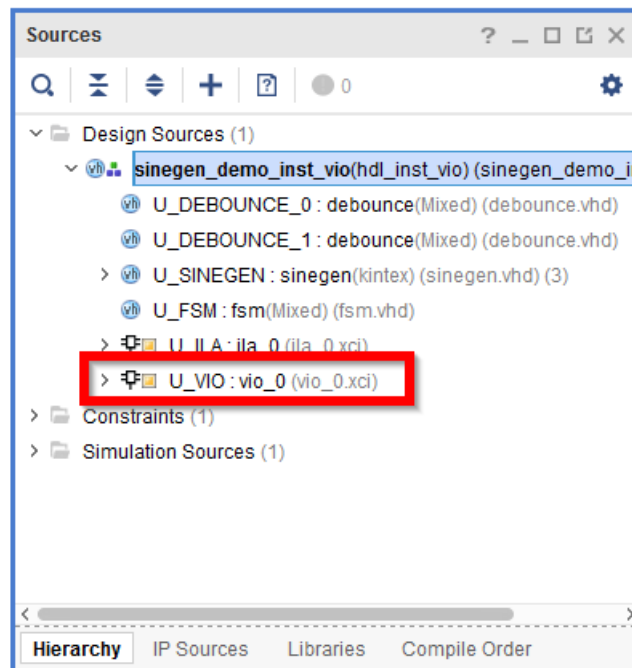 Sources
0
Design Sources (1)
sinegen_demo_inst_vio(hdl_inst_vio) (sinegen_demo_i
U_DEBOUNCE_0 : debounce(Mixed) (debounce.vhd)
U_DEBOUNCE_1 : debounce(Mixed) (debounce.vhd)
U_SINEGEN : sinegen(kintex) (sinegen.vhd) (3)
U_FSM : fsm(Mixed) (fsm.vhd)
U_ILA : ila_0 (ila_0.xci)
U_VIO : vio_0 (vio_0.xci)
Constraints (1)
Simulation Sources (1)
Hierarchy IP Sources Libraries Compile Order